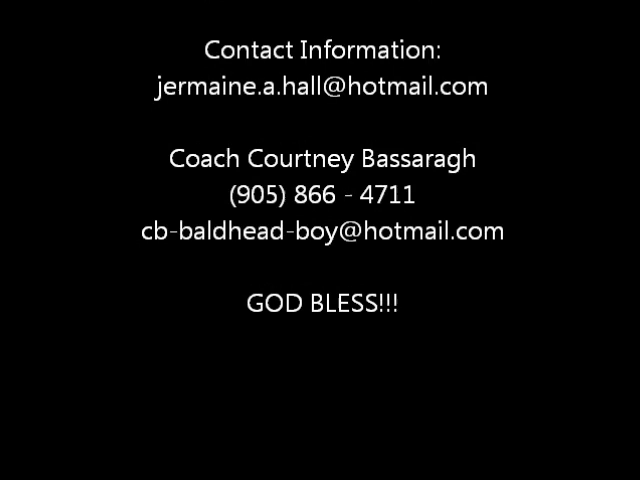 Contact Information:
jermaine.a.hall@hotmail.com
Coach Courtney Bassaragh
(905) 866 - 4711
cb-baldhead-boy@hotmail.com
GOD BLESS!!!